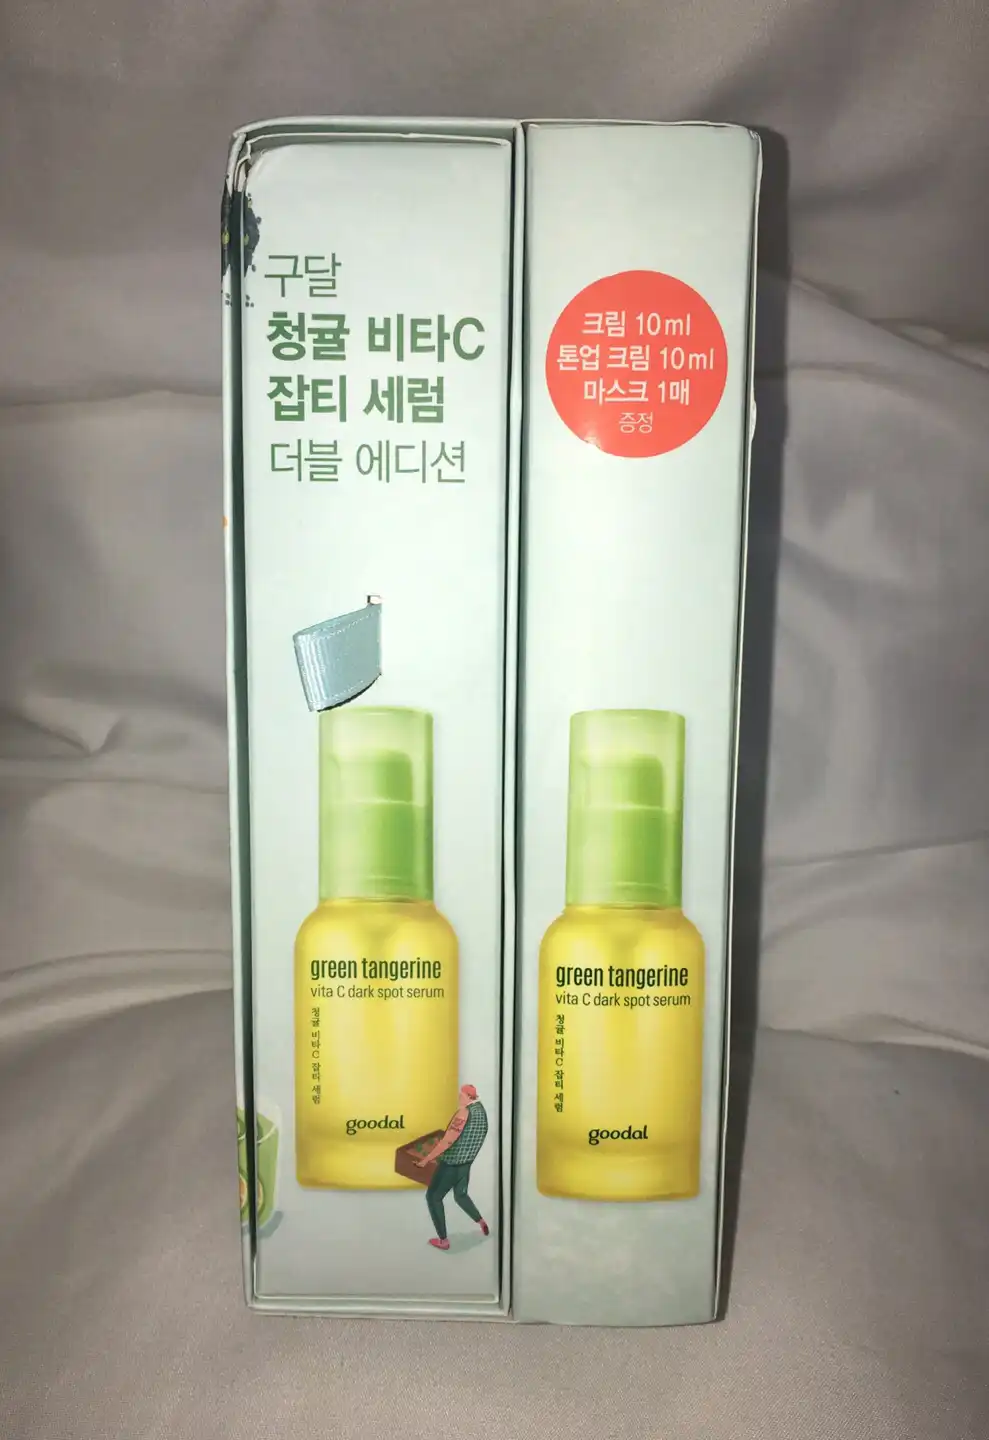 구달
청귤 비타C
잡티 세럼
더블 에디션
크림 10ml
톤업 크림 10ml
마스크 1매
증정
green tangerine
vita C dark spot serum
청귤 비타C 잡티 세럼
goodal
green tangerine
vita C dark spot serum
청귤 비타C 잡티 세럼
goodal